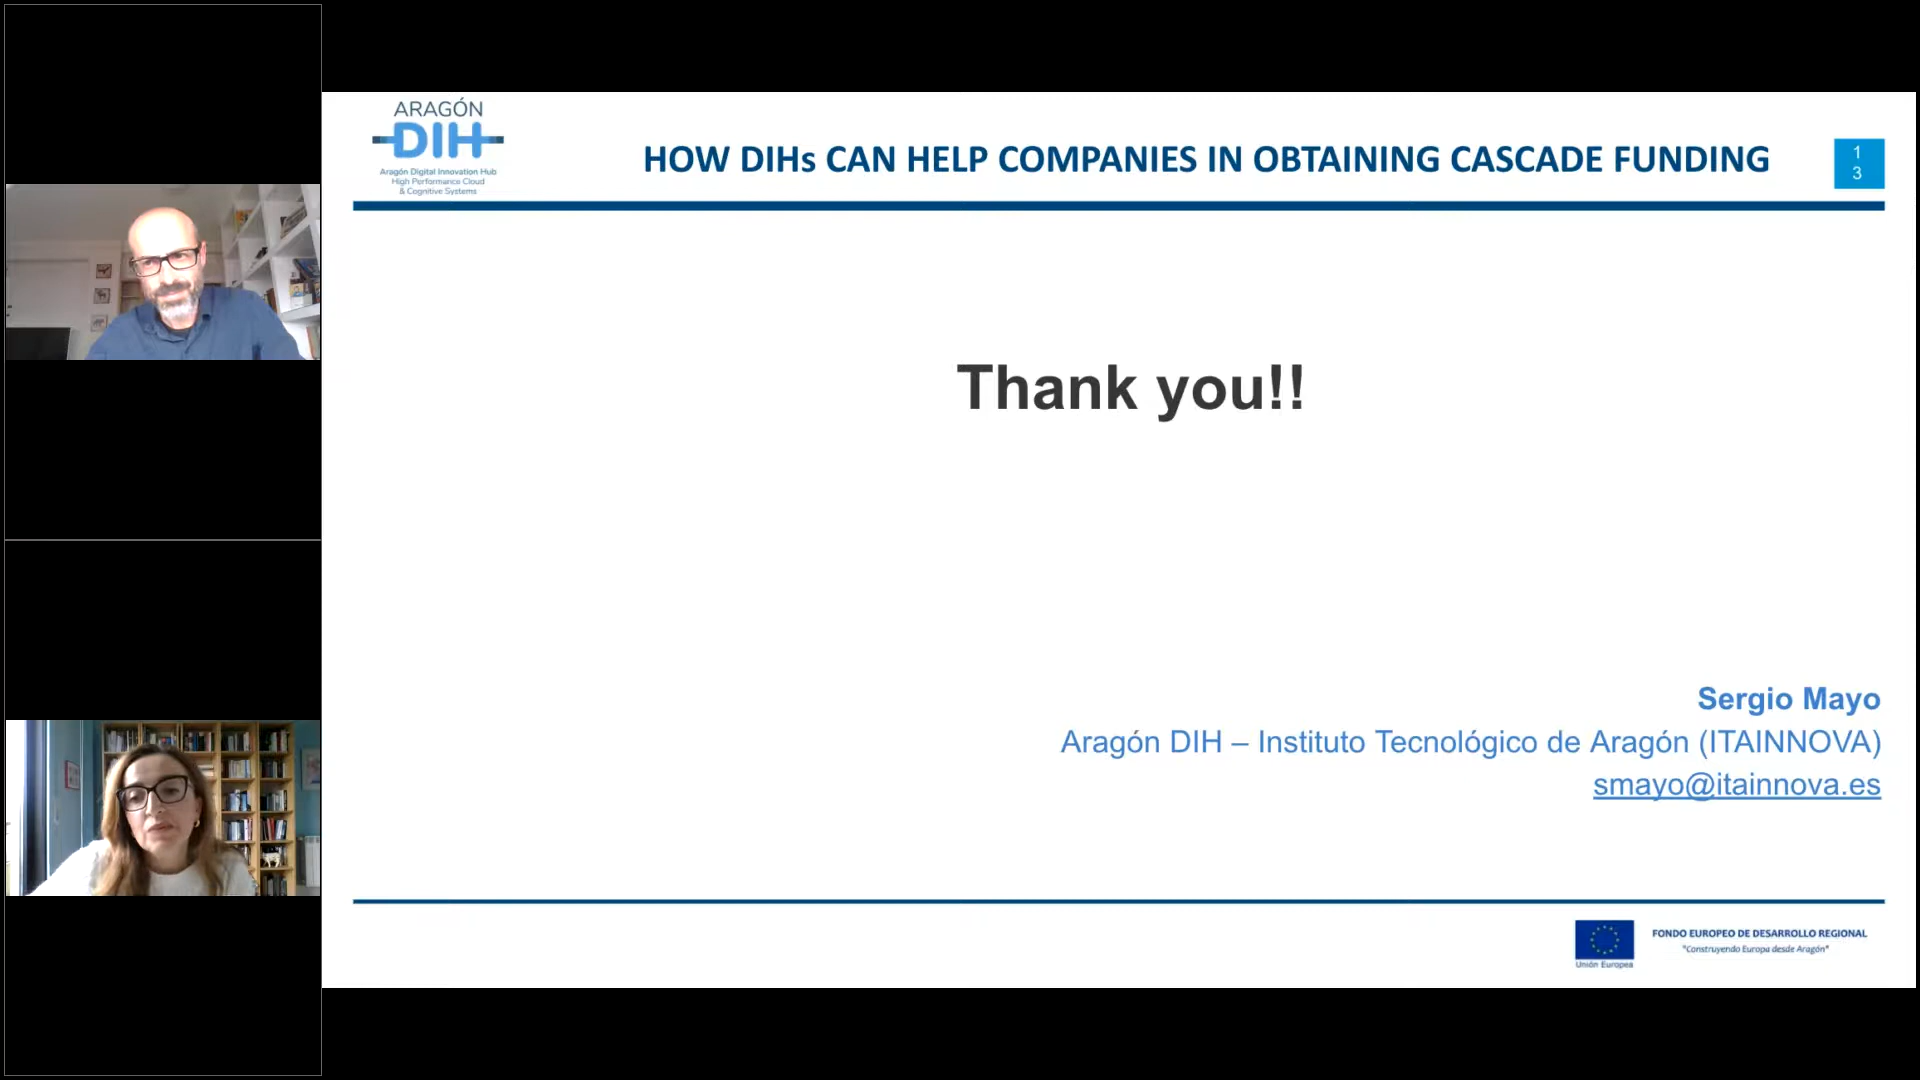 ARAGÓN
DIH
Aragón Digital Innovation Hub
High Performance Cloud
& Cognitive Systems
HOW DIHs CAN HELP COMPANIES IN OBTAINING CASCADE FUNDING
1
3
Thank you!!
Sergio Mayo
Aragón DIH – Instituto Tecnológico de Aragón (ITAINNOVA)
smayo@itainnova.es
Unión Europea
FONDO EUROPEO DE DESARROLLO REGIONAL
"Construyendo Europa desde Aragón"